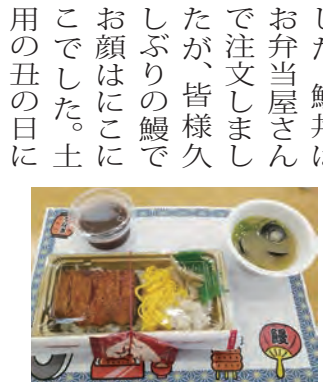 した。鰻丼は
お弁当屋さん
で注文しまし
たが、皆様久
しぶりの鰻で
お顔はにこに
こでした。土
用の丑の日に
鰻